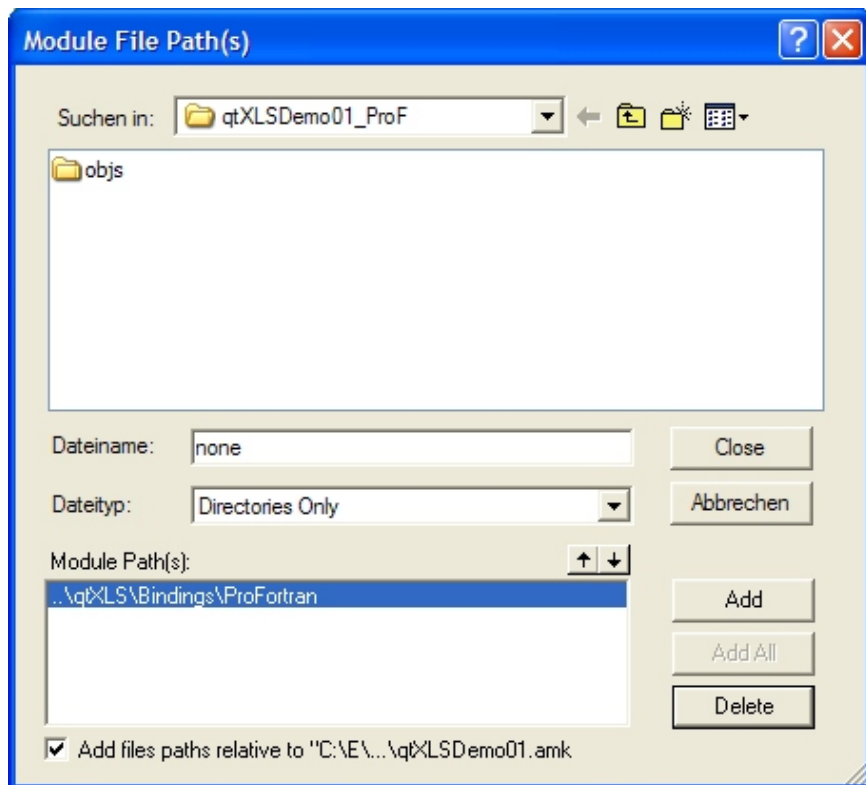 Module File Path(s)
Suchen in: qtXLSDemo01_ProF
objs
Dateiname: none Close
Dateityp: Directories Only Abbrechen
Module Path(s):
..\qtXLS\Bindings\ProFortran Add
Add All
Delete
Add files paths relative to "C:\E\...\qtXLSDemo01.amk